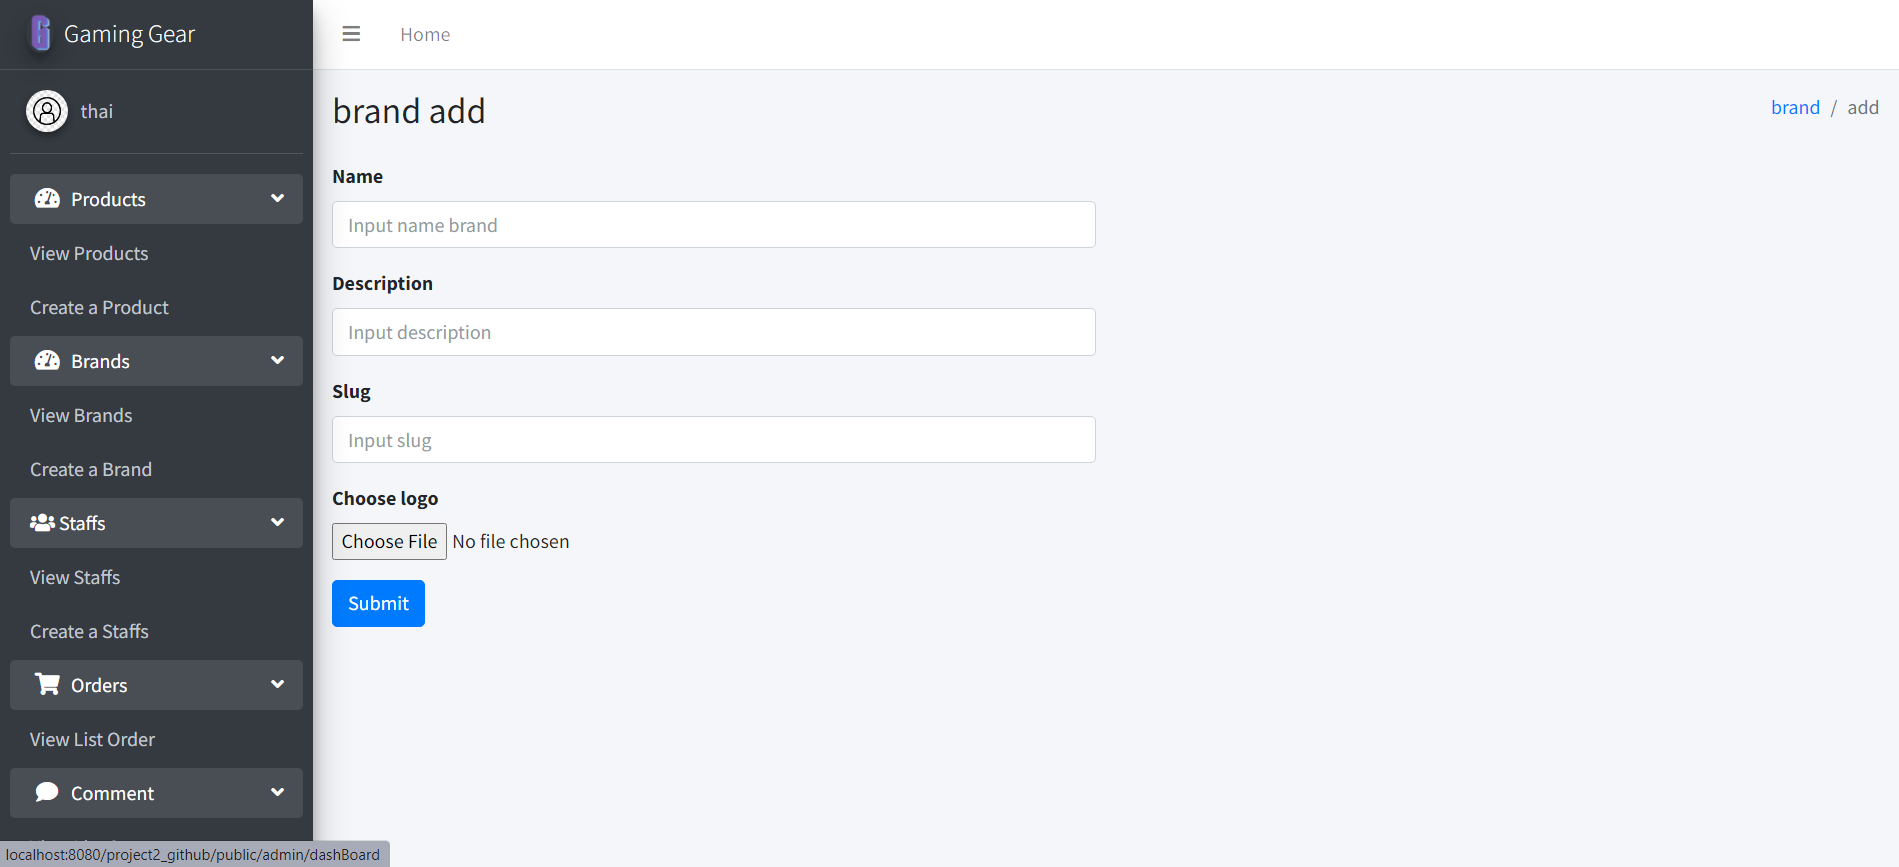 Gaming Gear
Home
thai
brand add
brand / add
Products
View Products
Create a Product
Brands
View Brands
Create a Brand
Staffs
View Staffs
Create a Staffs
Orders
View List Order
Comment
Name
Input name brand
Description
Input description
Slug
Input slug
Choose logo
Choose File No file chosen
Submit
localhost:8080/project2_github/public/admin/dashBoard